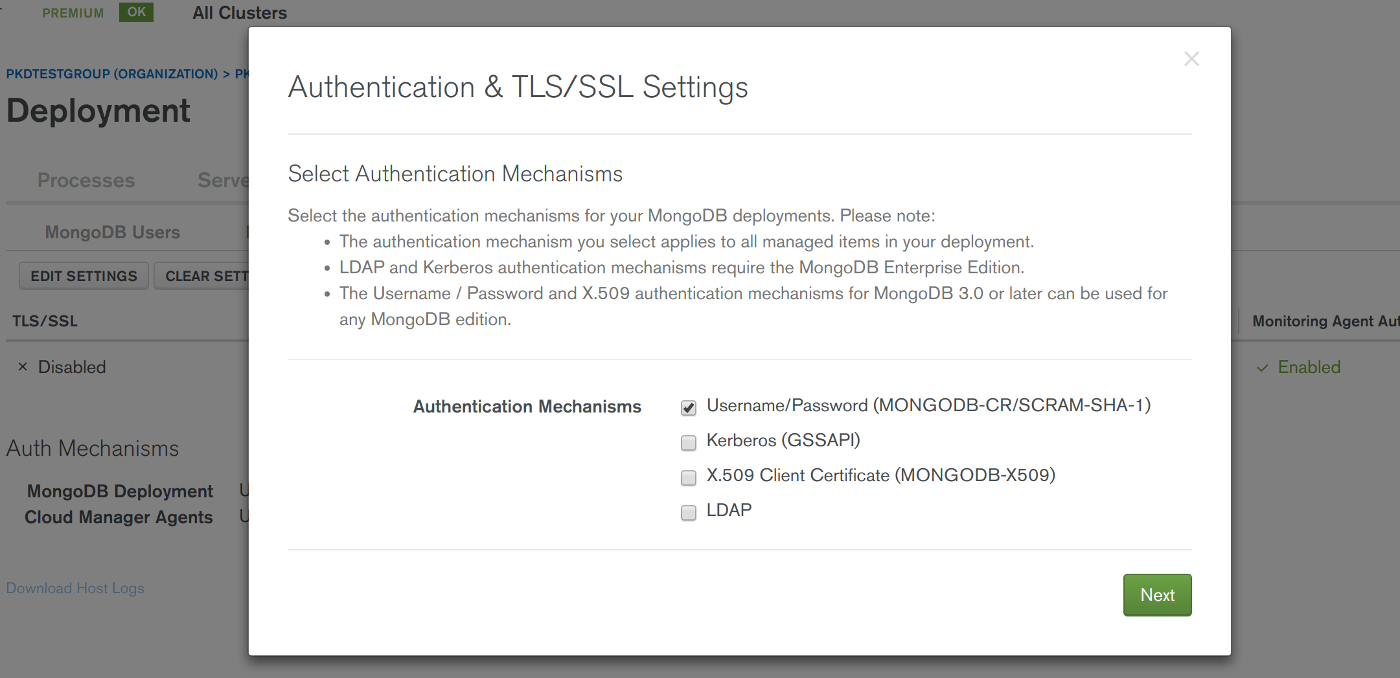 PREMIUM OK All Clusters
PKDTESTGROUP (ORGANIZATION) >
Deployment
Processes
MongoDB Users
EDIT SETTINGS CLEAR
TLS/SSL
Monitoring Agent
Disabled
Enabled
Auth Mechanisms
MongoDB Deployment
Cloud Manager Agents
Download Host Logs
Authentication & TLS/SSL Settings
Select Authentication Mechanisms
Select the authentication mechanisms for your MongoDB deployments. Please note:
• The authentication mechanism you select applies to all managed items in your deployment.
• LDAP and Kerberos authentication mechanisms require the MongoDB Enterprise Edition.
• The Username / Password and X.509 authentication mechanisms for MongoDB 3.0 or later can be used for
any MongoDB edition.
Authentication Mechanisms
Username/Password (MONGODB-CR/SCRAM-SHA-1)
Kerberos (GSSAPI)
X.509 Client Certificate (MONGODB-X509)
LDAP
Next